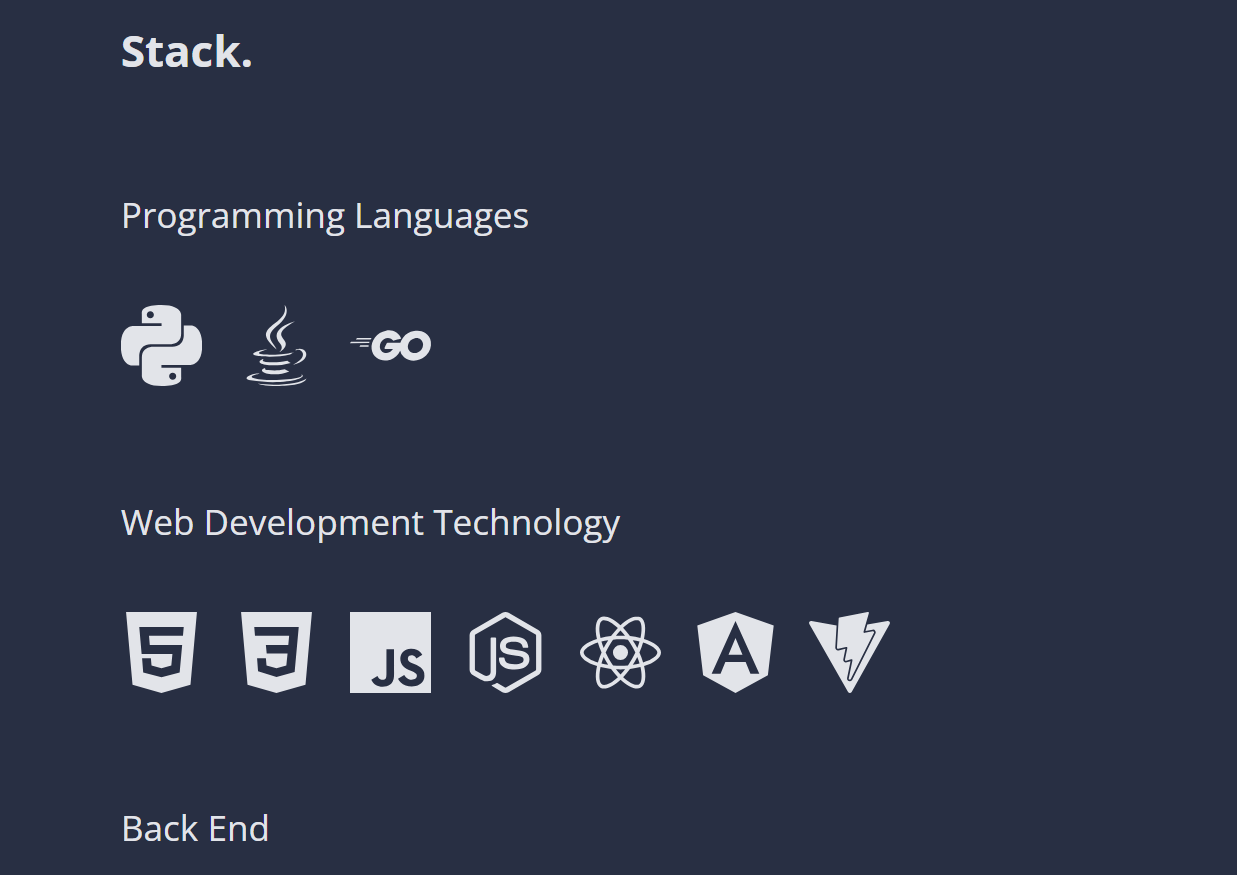 Stack.
Programming Languages
GO
Web Development Technology
5 3 JS JS A
Back End